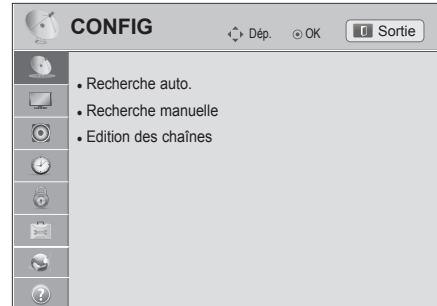 CONFIG
Dép.
OK
Sortie
Recherche auto.
Recherche manuelle
Edition des chaînes